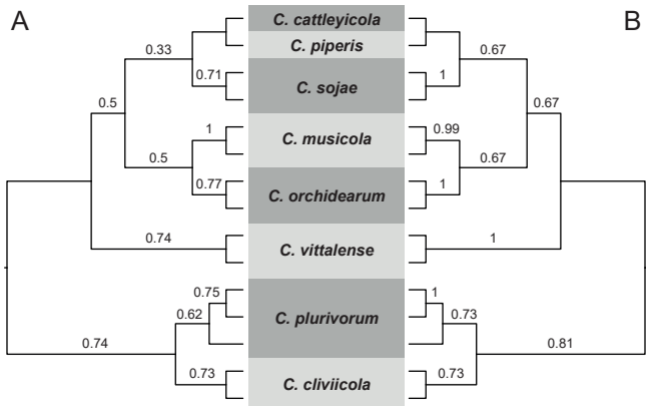 A
C. cattleyicola
B
0.33
C. piperis
0.67
0.71
C. sojae
1
0.5
0.67
1
C. musicola
0.99
0.5
0.67
0.77
C. orchidearum
1
0.74
C. vittalense
1
0.75
1
0.62
C. plurivorum
0.73
0.74
0.81
0.73
C. cliviicola
0.73